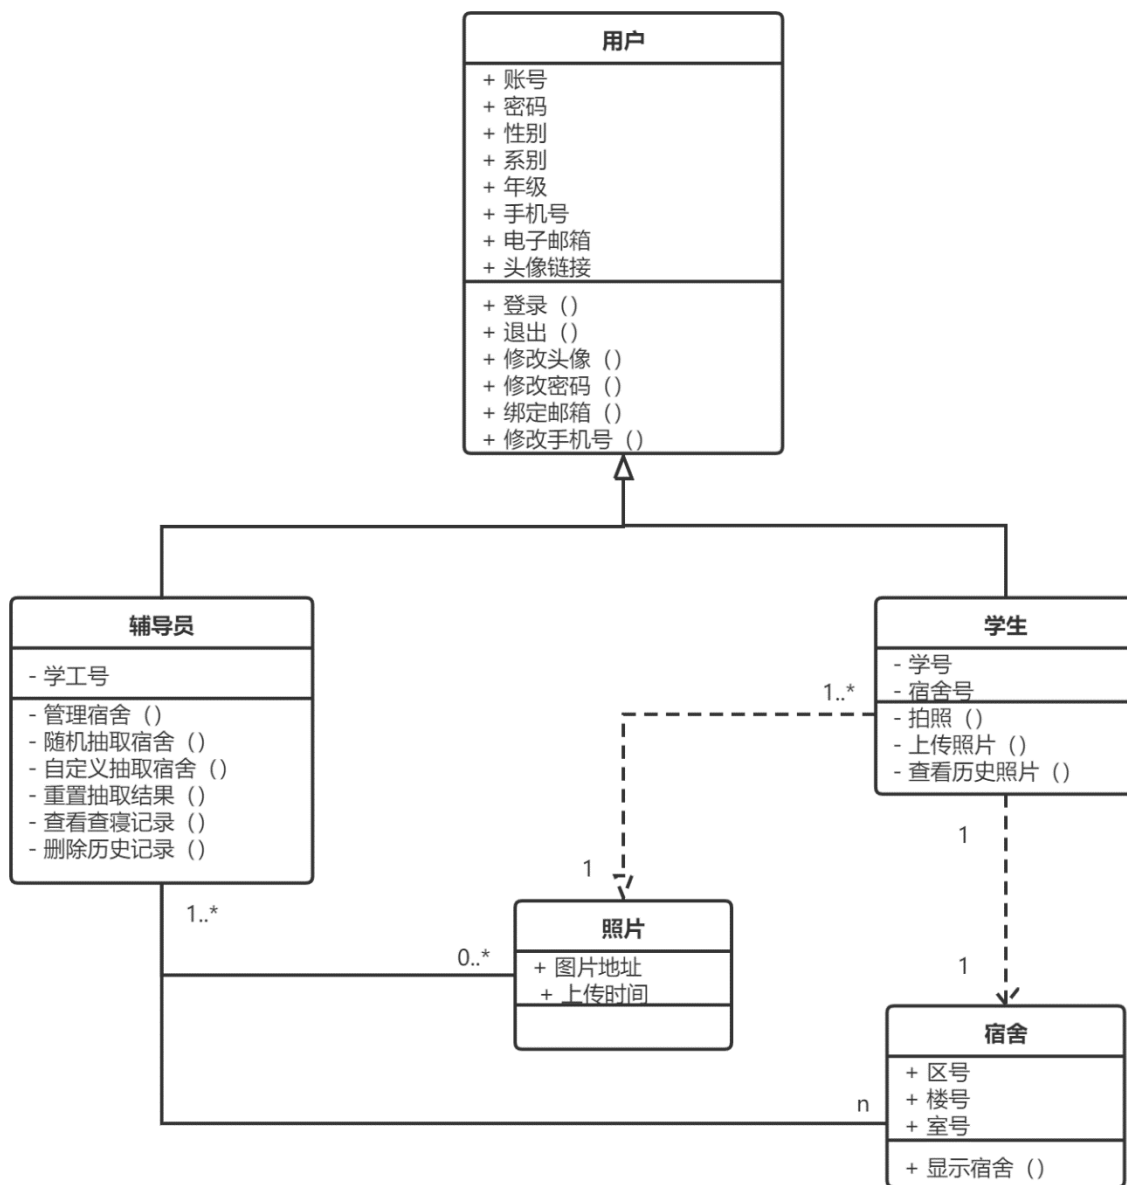 用户
+ 账号
+ 密码
+ 性别
+ 系别
+ 年级
+ 手机号
+ 电子邮箱
+ 头像链接
+ 登录（）
+ 退出（）
+ 修改头像（）
+ 修改密码（）
+ 绑定邮箱（）
+ 修改手机号（）
辅导员
- 学工号
- 管理宿舍（）
- 随机抽取宿舍（）
- 自定义抽取宿舍（）
- 重置抽取结果（）
- 查看查寝记录（）
- 删除历史记录（）
学生
- 学号
- 宿舍号
- 拍照（）
- 上传照片（）
- 查看历史照片（）
1..*
1
1
1..*
0..*
照片
+ 图片地址
+ 上传时间
1
n
宿舍
+ 区号
+ 楼号
+ 室号
+ 显示宿舍（）